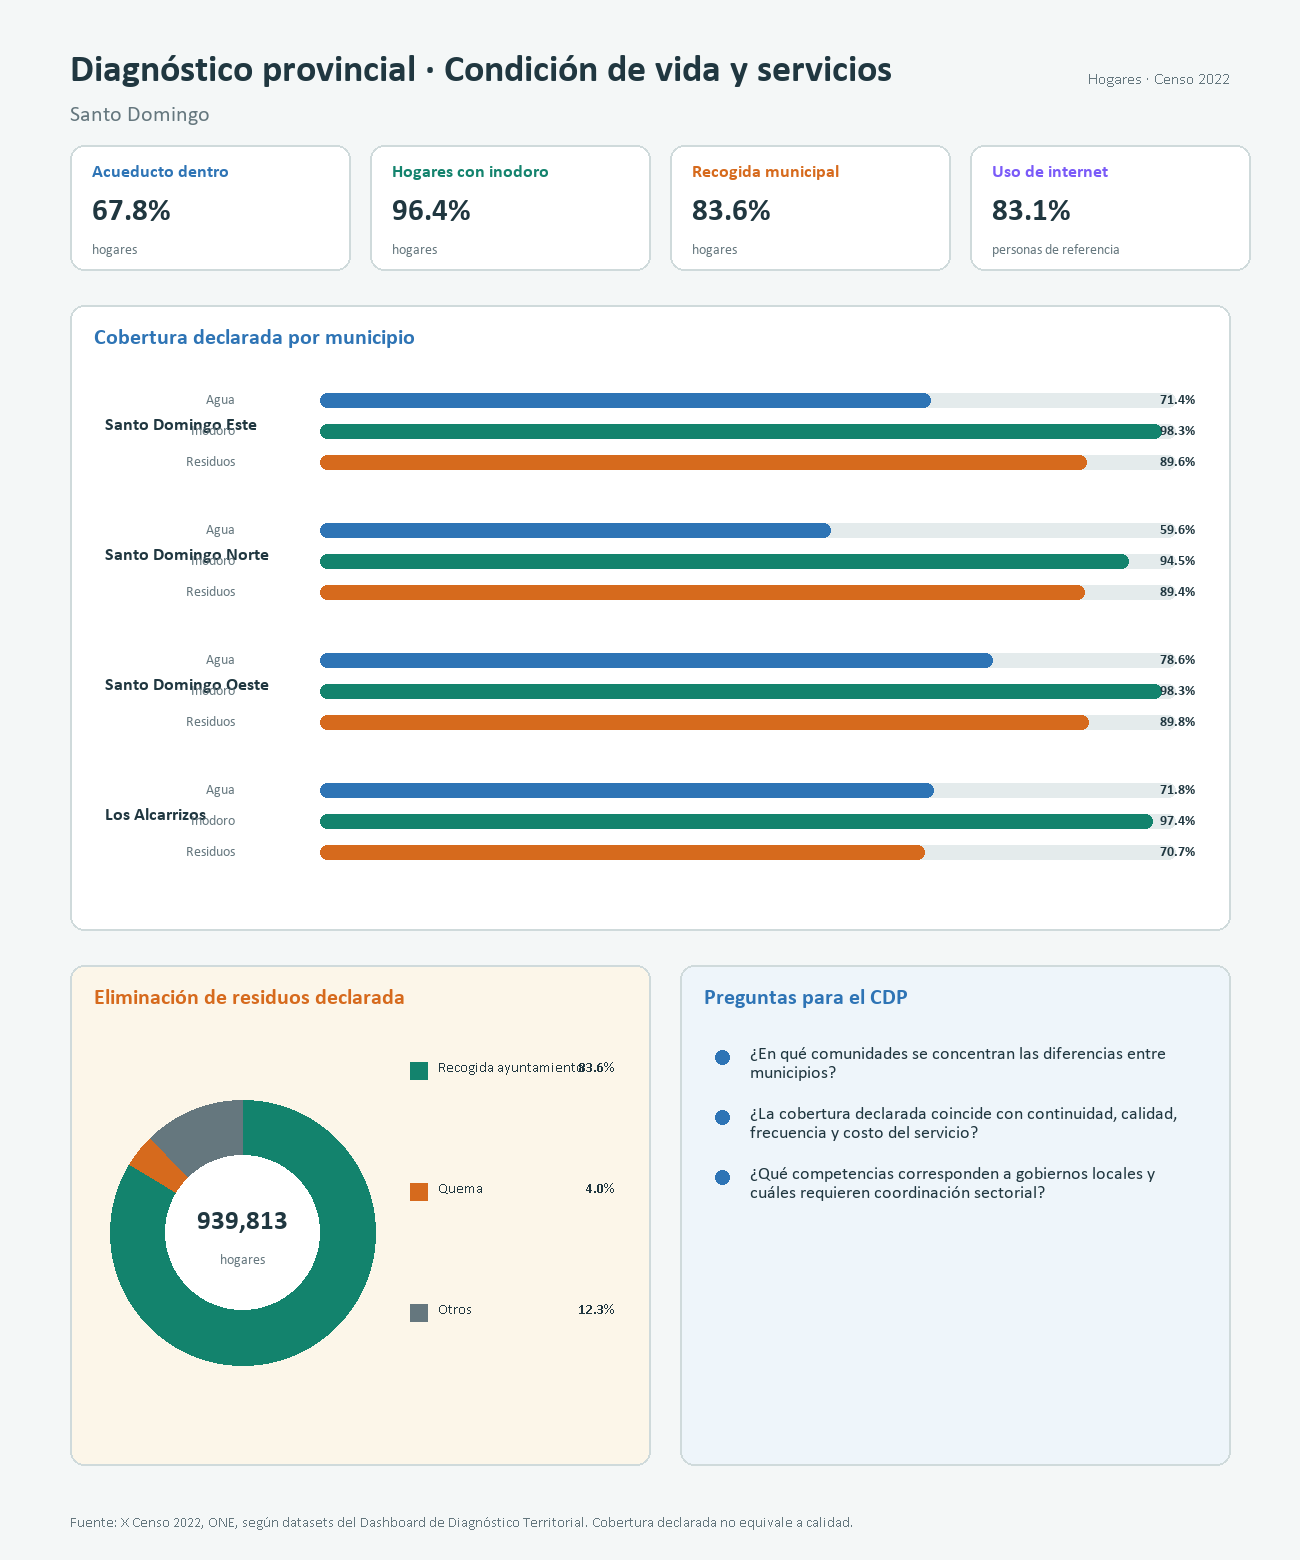 Diagnóstico provincial · Condición de vida y servicios
Hogares · Censo 2022
Santo Domingo
Acueducto dentro
67.8%
hogares
Hogares con inodoro
96.4%
hogares
Recogida municipal
83.6%
hogares
Uso de internet
83.1%
personas de referencia
Cobertura declarada por municipio
Santo Domingo Este
Agua 71.4%
Inodoro 98.3%
Residuos 89.6%
Santo Domingo Norte
Agua 59.6%
Inodoro 94.5%
Residuos 89.4%
Santo Domingo Oeste
Agua 78.6%
Inodoro 98.3%
Residuos 89.8%
Los Alcarrizos
Agua 71.8%
Inodoro 97.4%
Residuos 70.7%
Eliminación de residuos declarada
Recogida ayuntamiento 83.6%
Quema 4.0%
Otros 12.3%
939,813
hogares
Preguntas para el CDP
¿En qué comunidades se concentran las diferencias entre
municipios?
¿La cobertura declarada coincide con continuidad, calidad,
frecuencia y costo del servicio?
¿Qué competencias corresponden a gobiernos locales y
cuáles requieren coordinación sectorial?
Fuente: X Censo 2022, ONE, según datasets del Dashboard de Diagnóstico Territorial. Cobertura declarada no equivale a calidad.